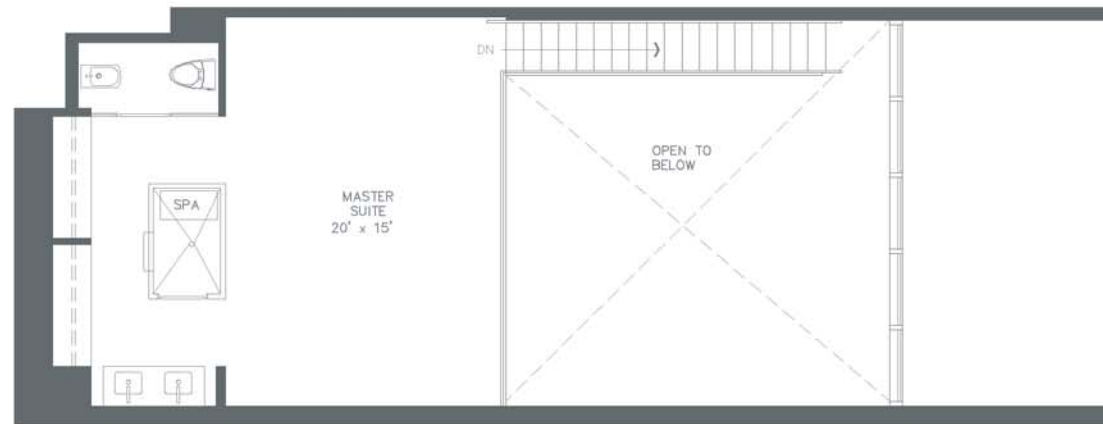 DN
OPEN TO
BELOW
SPA
MASTER
SUITE
20' x 15'